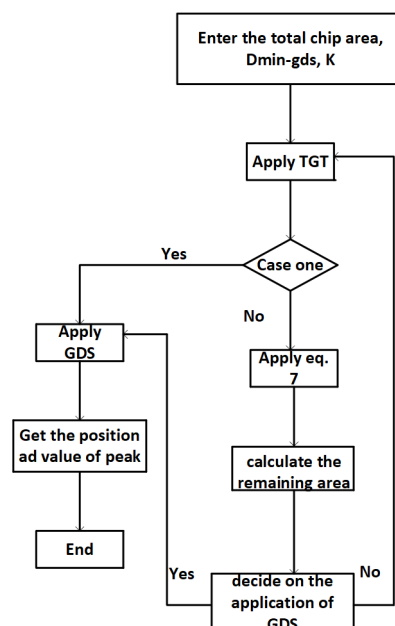 Enter the total chip area,
Dmin-gds, K
Apply TGT
Yes
Case one
No
Apply
GDS
Apply eq.
7
Get the position
ad value of peak
calculate the
remaining area
End
Yes
decide on the
application of
GDS
No